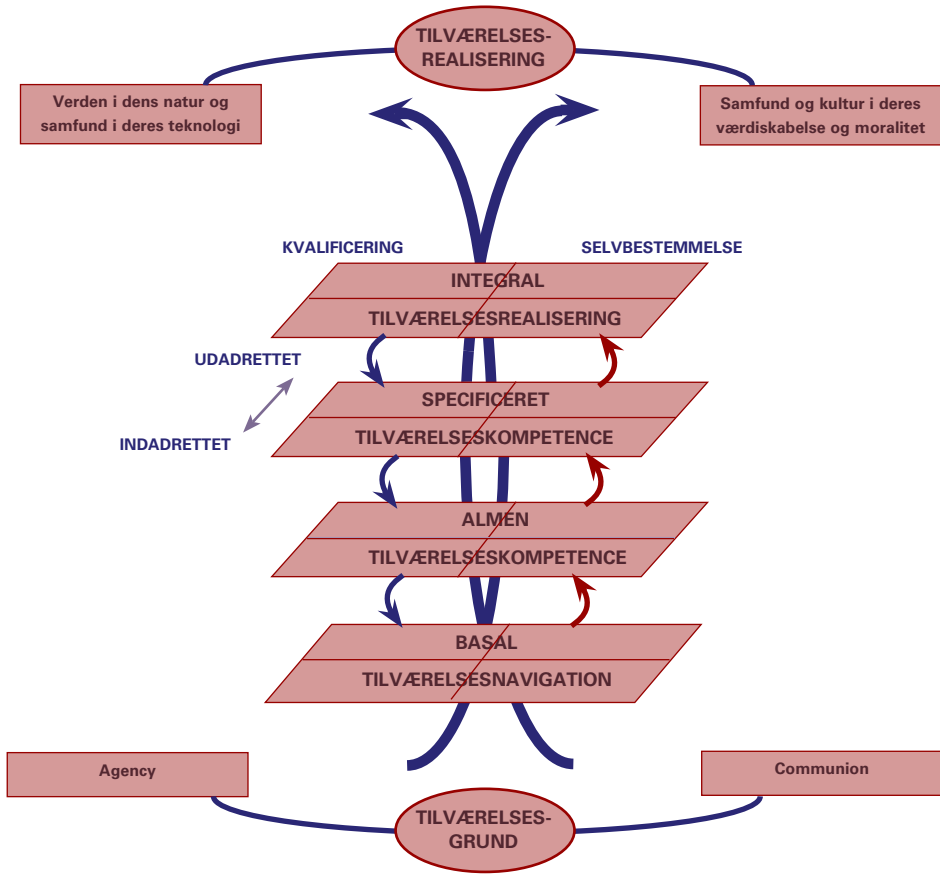 TILVÆRELSES-
REALISERING
Verden i dens natur og
samfund i deres teknologi
Samfund og kultur i deres
værdiskabelse og moralitet
KVALIFICERING
SELVBESTEMMELSE
INTEGRAL
TILVÆRELSESREALISERING
UDADRETTET
INDADRETTET
SPECIFICERET
TILVÆRELSESKOMPETENCE
ALMEN
TILVÆRELSESKOMPETENCE
BASAL
TILVÆRELSESNAVIGATION
Agency
Communion
TILVÆRELSES-
GRUND